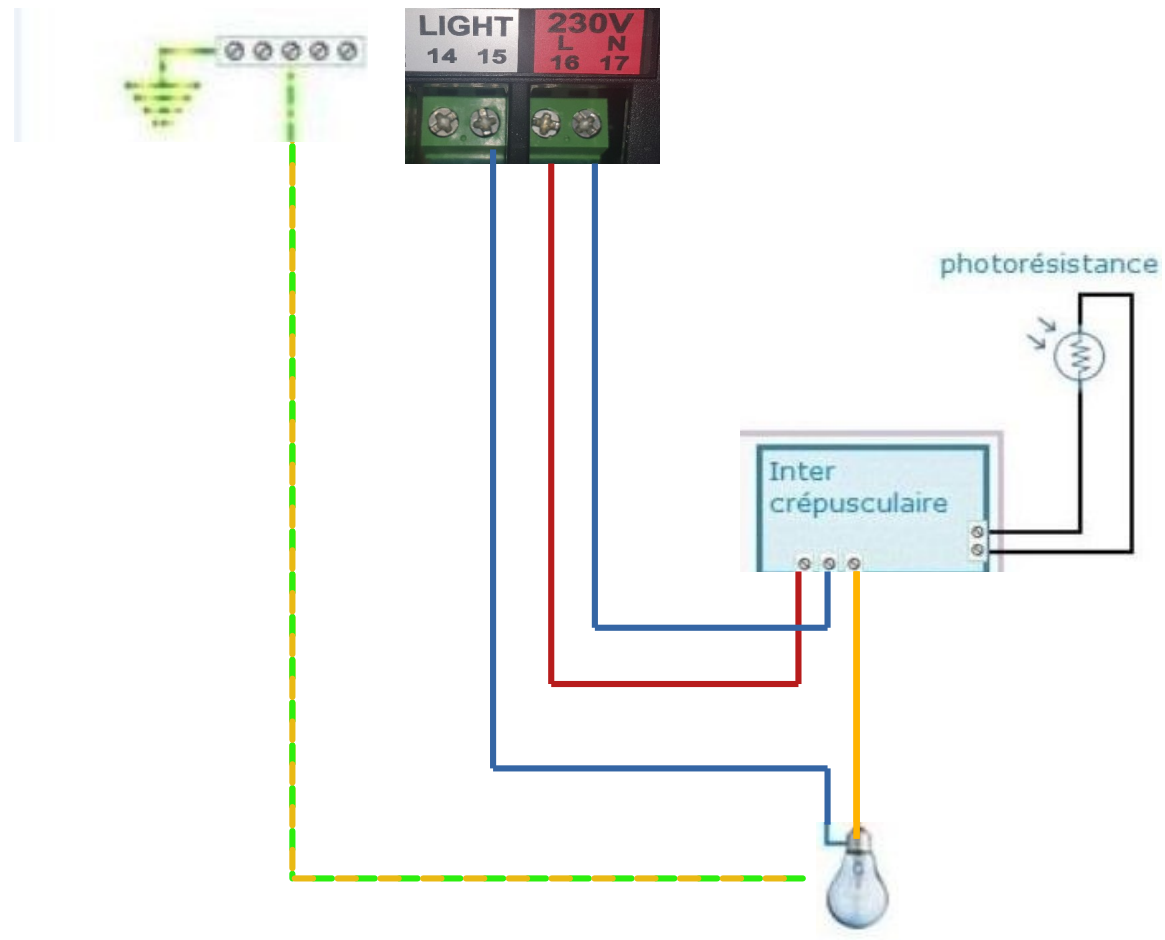 LIGHT
14 15
230V
L N
16 17
photorésistance
Inter
crépusculaire